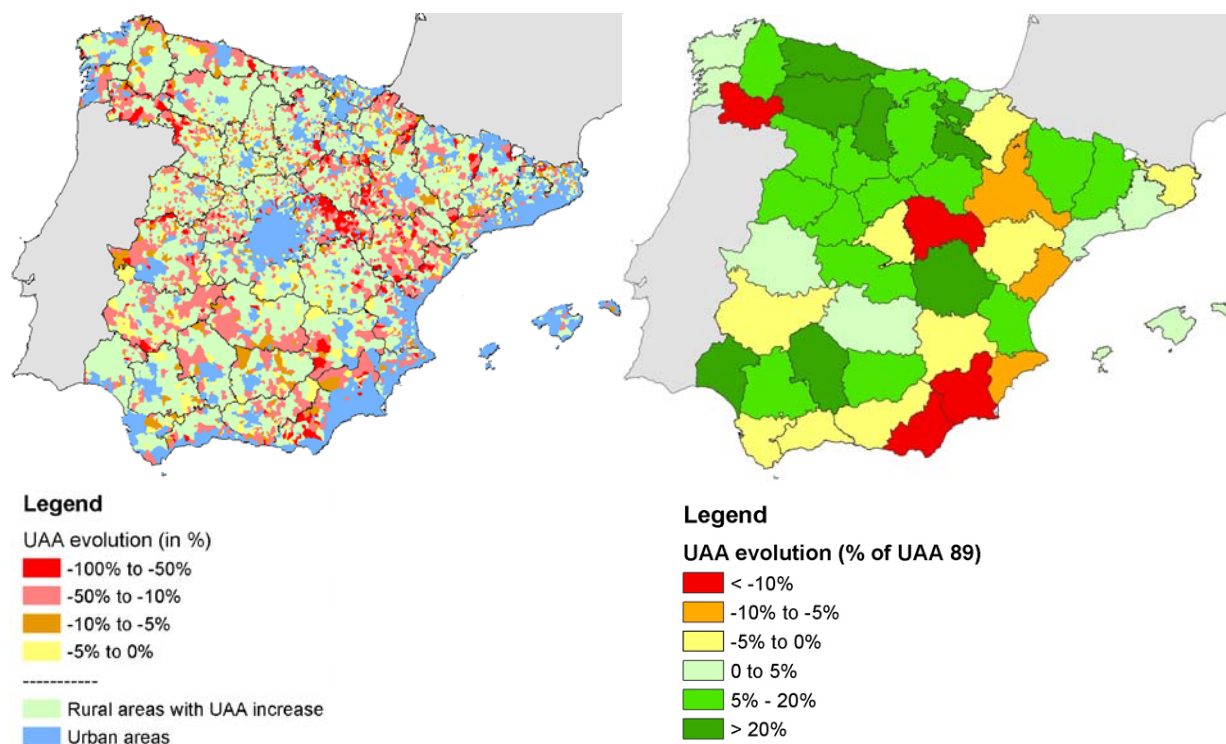 Legend
UAA evolution (in %)
-100% to -50%
-50% to -10%
-10% to -5%
-5% to 0%
-----------
Rural areas with UAA increase
Urban areas
Legend
UAA evolution (% of UAA 89)
< -10%
-10% to -5%
-5% to 0%
0 to 5%
5% - 20%
> 20%